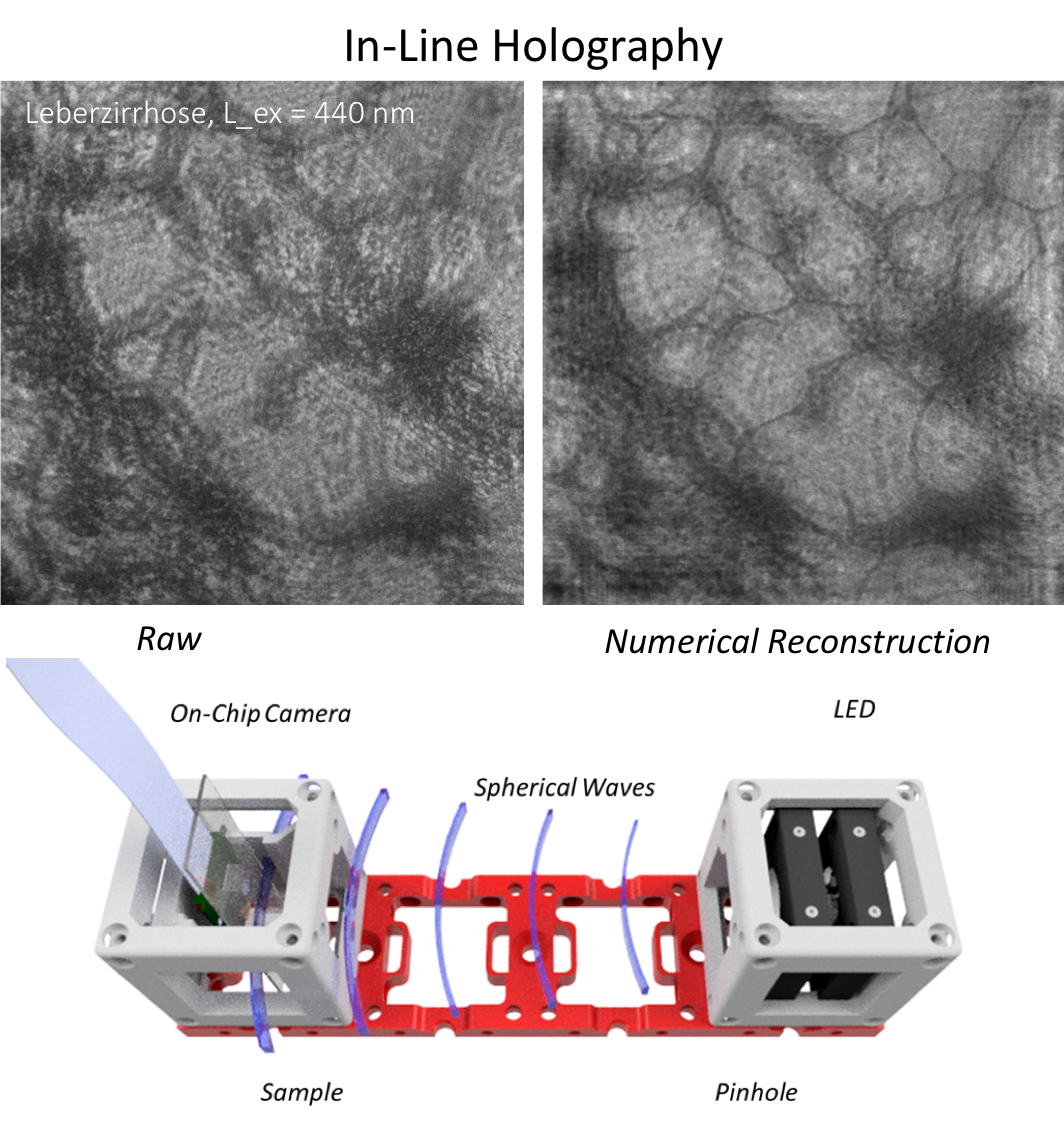 In-Line Holography
Leberzirrhose, L_ex = 440 nm
Raw
Numerical Reconstruction
On-Chip Camera
LED
Spherical Waves
Sample
Pinhole